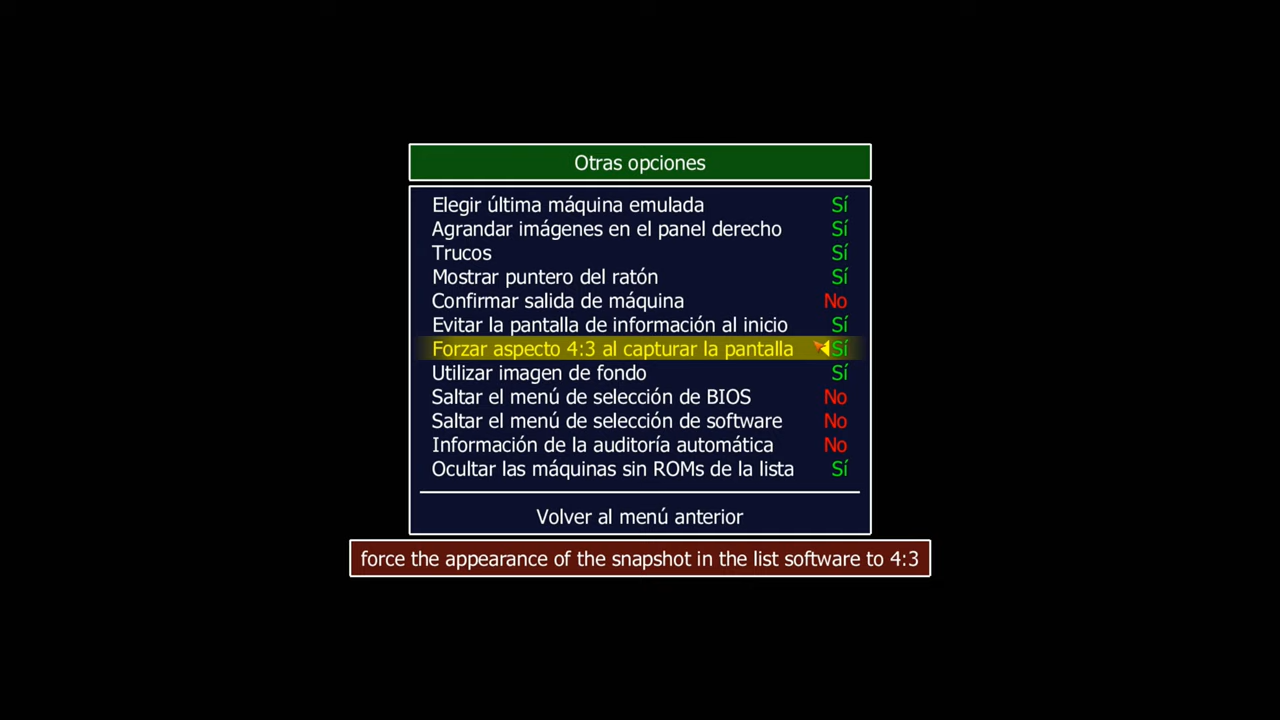 Otras opciones
Elegir última máquina emulada Sí
Agrandar imágenes en el panel derecho Sí
Trucos Sí
Mostrar puntero del ratón Sí
Confirmar salida de máquina No
Evitar la pantalla de información al inicio Sí
Forzar aspecto 4:3 al capturar la pantalla Sí
Utilizar imagen de fondo Sí
Saltar el menú de selección de BIOS No
Saltar el menú de selección de software No
Información de la auditoría automática No
Ocultar las máquinas sin ROMs de la lista Sí
Volver al menú anterior
force the appearance of the snapshot in the list software to 4:3